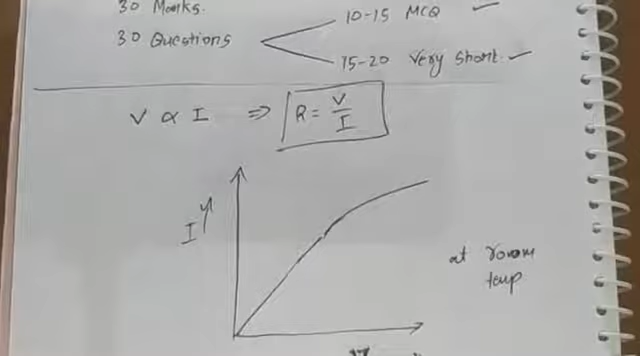 30 Marks.
10-15 MCQ
30 Questions
15-20 Very short
V ∝ I ⇒ R = V/I
I
at room
temp